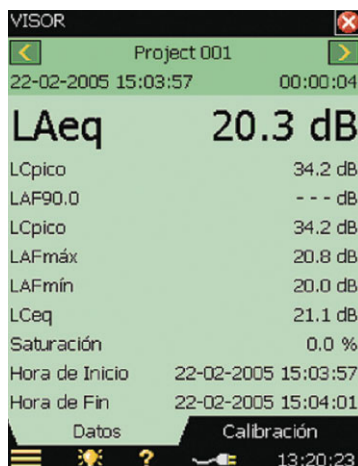 VISOR
Project 001
22-02-2005 15:03:57 00:00:04
LAeq 20.3 dB
LCpico 34.2 dB
LAF90.0 - - - dB
LCpico 34.2 dB
LAFmáx 20.8 dB
LAFmín 20.0 dB
LCeq 21.1 dB
Saturación 0.0 %
Hora de Inicio 22-02-2005 15:03:57
Hora de Fin 22-02-2005 15:04:01
Datos Calibración
? 13:20:23